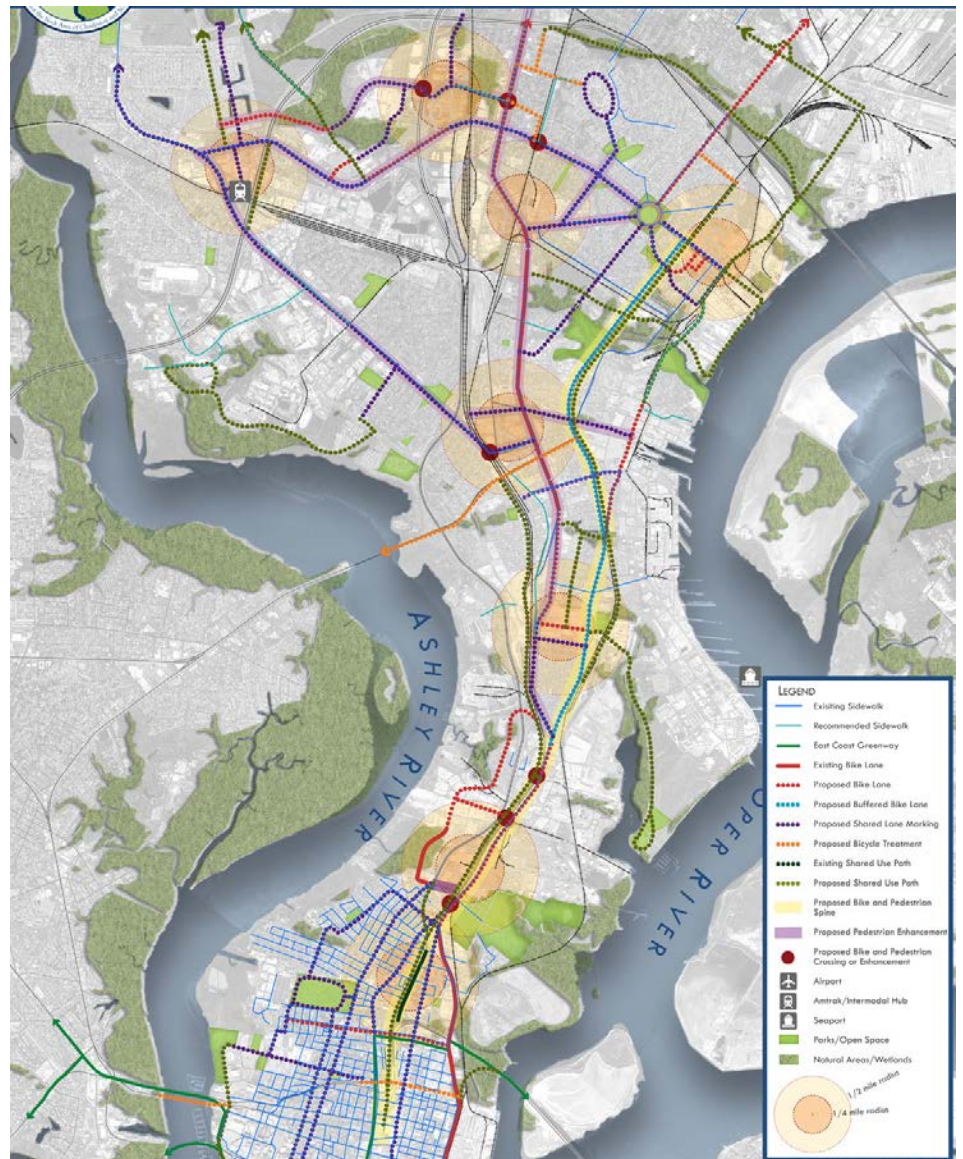 ASHLEY RIVER
OPER RIVER
LEGEND
Exisiting Sidewalk
Recommended Sidewalk
East Coast Greenway
Existing Bike Lane
Proposed Bike Lane
Proposed Buffered Bike Lane
Proposed Shared Lane Marking
Proposed Bicycle Treatment
Existing Shared Use Path
Proposed Shared Use Path
Proposed Bike and Pedestrian
Spine
Proposed Pedestrian Enhancement
Proposed Bike and Pedestrian
Crossing or Enhancement
Airport
Amtrak/Intermodal Hub
Seaport
Parks/Open Space
Natural Areas/Wetlands
1/2 mile radius
1/4 mile radius